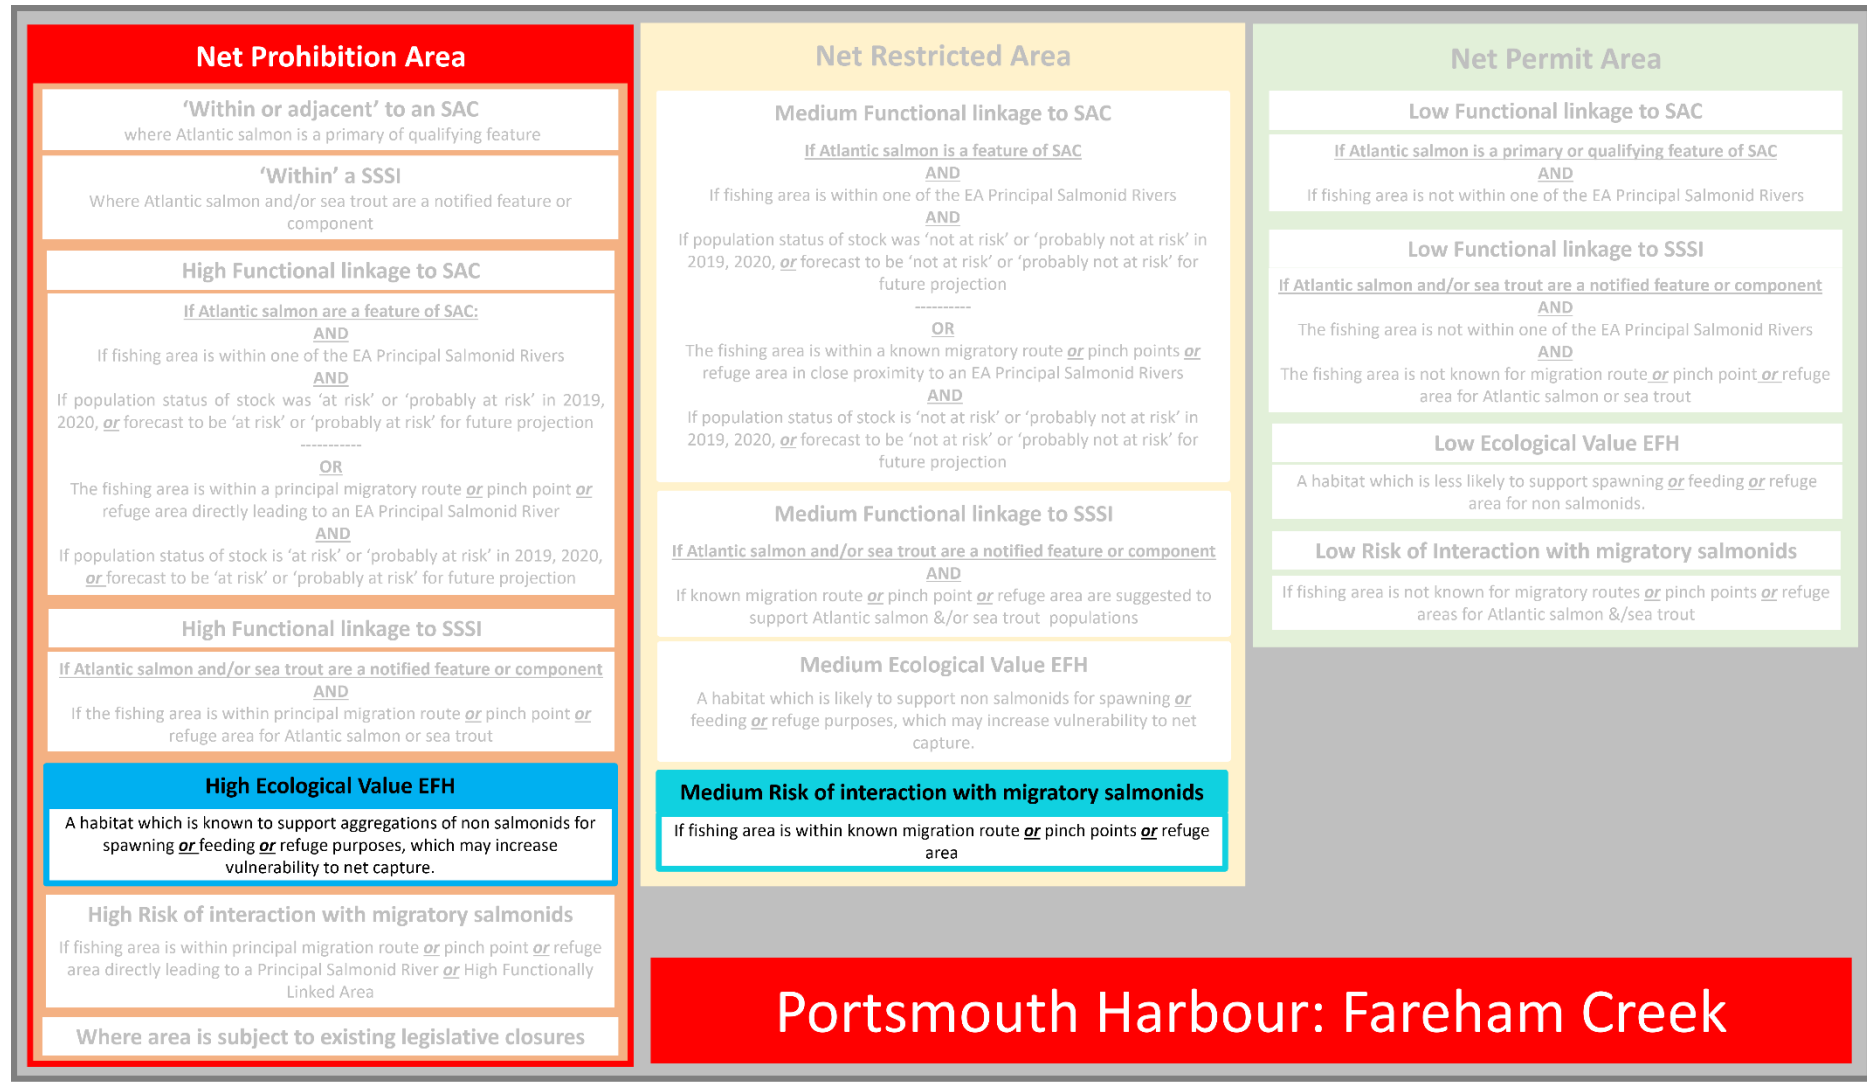 Net Prohibition Area
'Within or adjacent' to an SAC
where Atlantic salmon is a primary of qualifying feature
'Within' a SSSI
Where Atlantic salmon and/or sea trout are a notified feature or
component
High Functional linkage to SAC
If Atlantic salmon are a feature of SAC:
AND
If fishing area is within one of the EA Principal Salmonid Rivers
AND
If population status of stock was 'at risk' or 'probably at risk' in 2019,
2020, or forecast to be 'at risk' or 'probably at risk' for future projection
-----------
OR
The fishing area is within a principal migratory route or pinch point or
refuge area directly leading to an EA Principal Salmonid River
AND
If population status of stock is 'at risk' or 'probably at risk' in 2019, 2020,
or forecast to be 'at risk' or 'probably at risk' for future projection
High Functional linkage to SSSI
If Atlantic salmon and/or sea trout are a notified feature or component
AND
If the fishing area is within principal migration route or pinch point or
refuge area for Atlantic salmon or sea trout
High Ecological Value EFH
A habitat which is known to support aggregations of non salmonids for
spawning or feeding or refuge purposes, which may increase
vulnerability to net capture.
High Risk of interaction with migratory salmonids
If fishing area is within principal migration route or pinch point or refuge
area directly leading to a Principal Salmonid River or High Functionally
Linked Area
Where area is subject to existing legislative closures
Net Restricted Area
Medium Functional linkage to SAC
If Atlantic salmon is a feature of SAC
AND
If fishing area is within one of the EA Principal Salmonid Rivers
AND
If population status of stock was 'not at risk' or 'probably not at risk' in
2019, 2020, or forecast to be 'not at risk' or 'probably not at risk' for
future projection
----------
OR
The fishing area is within a known migratory route or pinch points or
refuge area in close proximity to an EA Principal Salmonid Rivers
AND
If population status of stock is 'not at risk' or 'probably not at risk' in
2019, 2020, or forecast to be 'not at risk' or 'probably not at risk' for
future projection
Medium Functional linkage to SSSI
If Atlantic salmon and/or sea trout are a notified feature or component
AND
If known migration route or pinch point or refuge area are suggested to
support Atlantic salmon &/or sea trout populations
Medium Ecological Value EFH
A habitat which is likely to support non salmonids for spawning or
feeding or refuge purposes, which may increase vulnerability to net
capture.
Medium Risk of interaction with migratory salmonids
If fishing area is within known migration route or pinch points or refuge
area
Net Permit Area
Low Functional linkage to SAC
If Atlantic salmon is a primary or qualifying feature of SAC
AND
If fishing area is not within one of the EA Principal Salmonid Rivers
Low Functional linkage to SSSI
If Atlantic salmon and/or sea trout are a notified feature or component
AND
The fishing area is not within one of the EA Principal Salmonid Rivers
AND
The fishing area is not known for migration route or pinch point or refuge
area for Atlantic salmon or sea trout
Low Ecological Value EFH
A habitat which is less likely to support spawning or feeding or refuge
area for non salmonids.
Low Risk of Interaction with migratory salmonids
If fishing area is not known for migratory routes or pinch points or refuge
areas for Atlantic salmon &/sea trout
Portsmouth Harbour: Fareham Creek